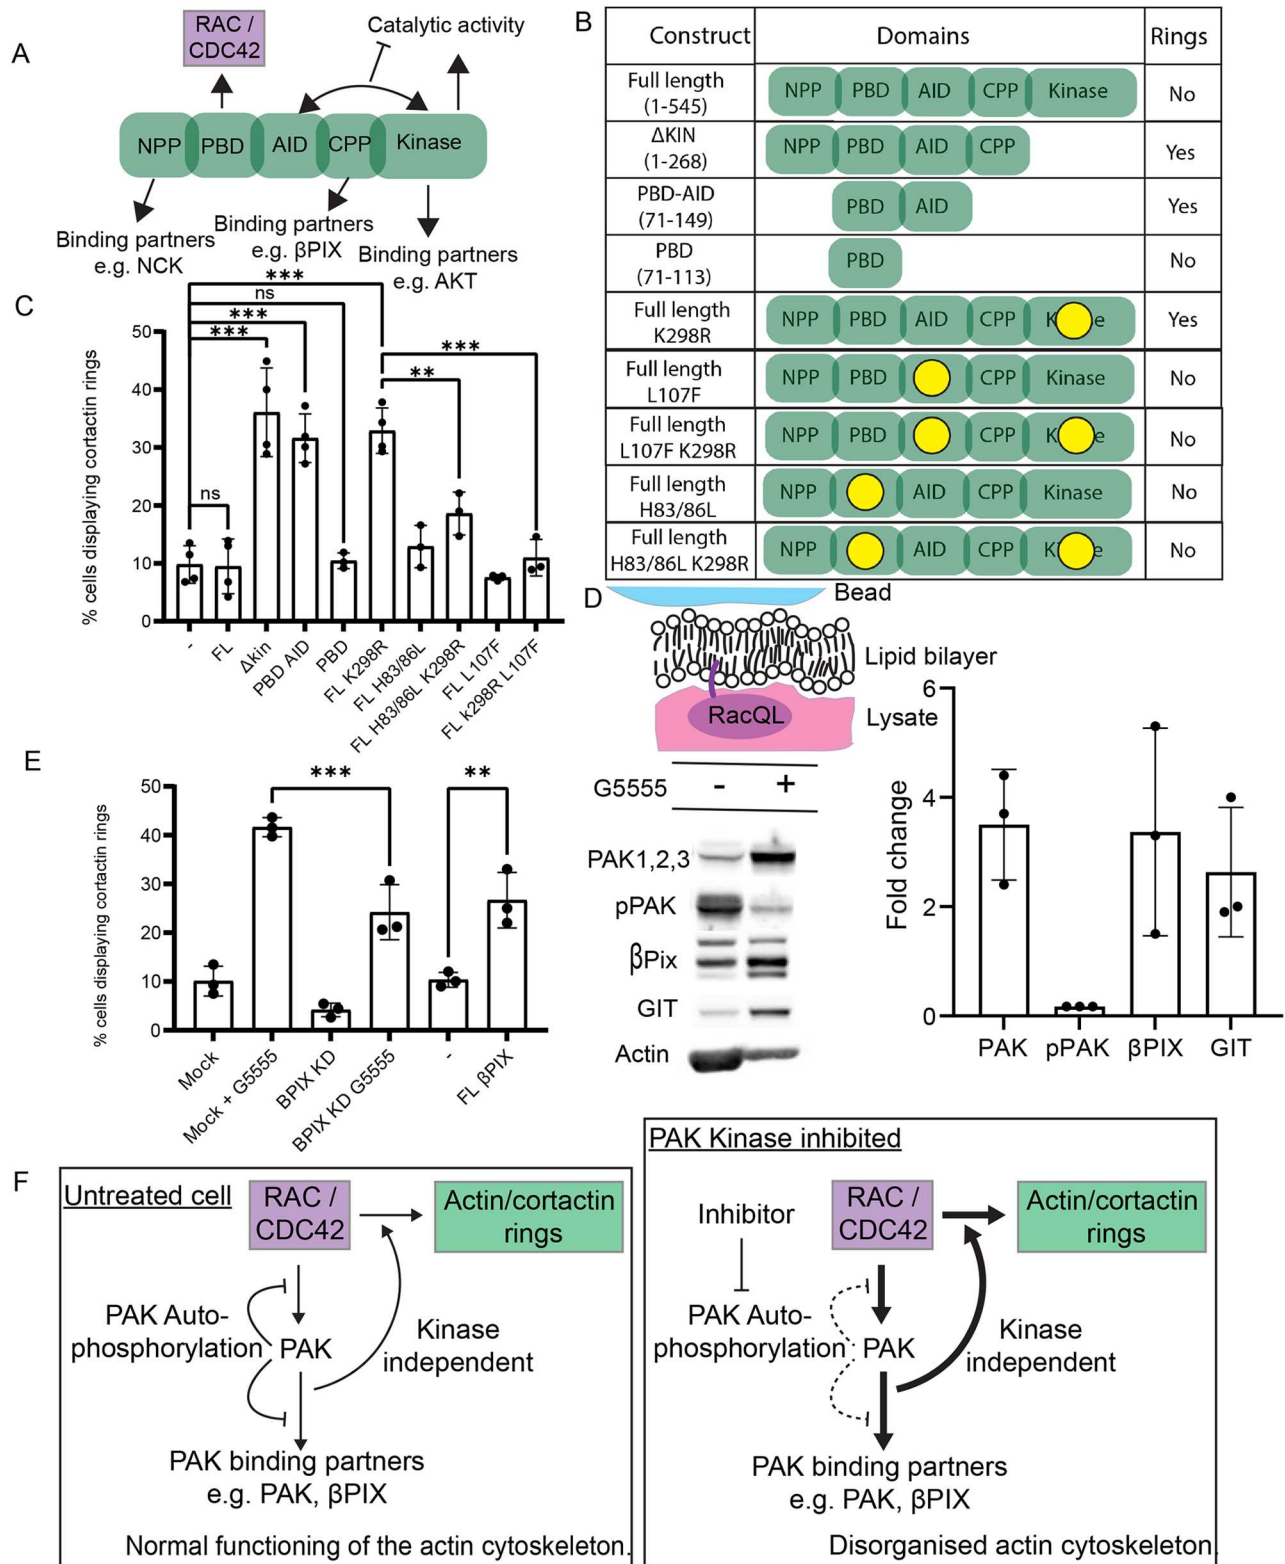 A
RAC /
CDC42
Catalytic activity
NPP PBD AID CPP Kinase
Binding partners
e.g. NCK
Binding partners
e.g. βPIX
Binding partners
e.g. AKT
B
Construct Domains Rings
Full length
(1-545)
NPP PBD AID CPP Kinase
No
ΔKIN
(1-268)
NPP PBD AID CPP
Yes
PBD-AID
(71-149)
PBD AID
Yes
PBD
(71-113)
PBD
No
Full length
K298R
NPP PBD AID CPP K e
Yes
Full length
L107F
NPP PBD CPP Kinase
No
Full length
L107F K298R
NPP PBD CPP K e
No
Full length
H83/86L
NPP AID CPP Kinase
No
Full length
H83/86L K298R
NPP AID CPP K e
No
C
% cells displaying cortactin rings
50
40
30
20
10
0
***
ns
***
***
***
**
ns
-
FL
Δkin
PBD AID
PBD
FL K298R
FL H83/86L
FL H83/86L K298R
FL L107F
FL k298R L107F
D
Bead
Lipid bilayer
Lysate
RacQL
G5555 - +
PAK1,2,3
pPAK
βPix
GIT
Actin
Fold change
6
4
2
0
PAK pPAK βPIX GIT
E
% cells displaying cortactin rings
50
40
30
20
10
0
***
**
Mock
Mock + G5555
BPIX KD
BPIX KD G5555
-
FL βPIX
F
Untreated cell
RAC /
CDC42
Actin/cortactin
rings
PAK Auto-
phosphorylation
PAK
Kinase
independent
PAK binding partners
e.g. PAK, βPIX
Normal functioning of the actin cytoskeleton.
PAK Kinase inhibited
Inhibitor
RAC /
CDC42
Actin/cortactin
rings
PAK Auto-
phosphorylation
PAK
Kinase
independent
PAK binding partners
e.g. PAK, βPIX
Disorganised actin cytoskeleton.